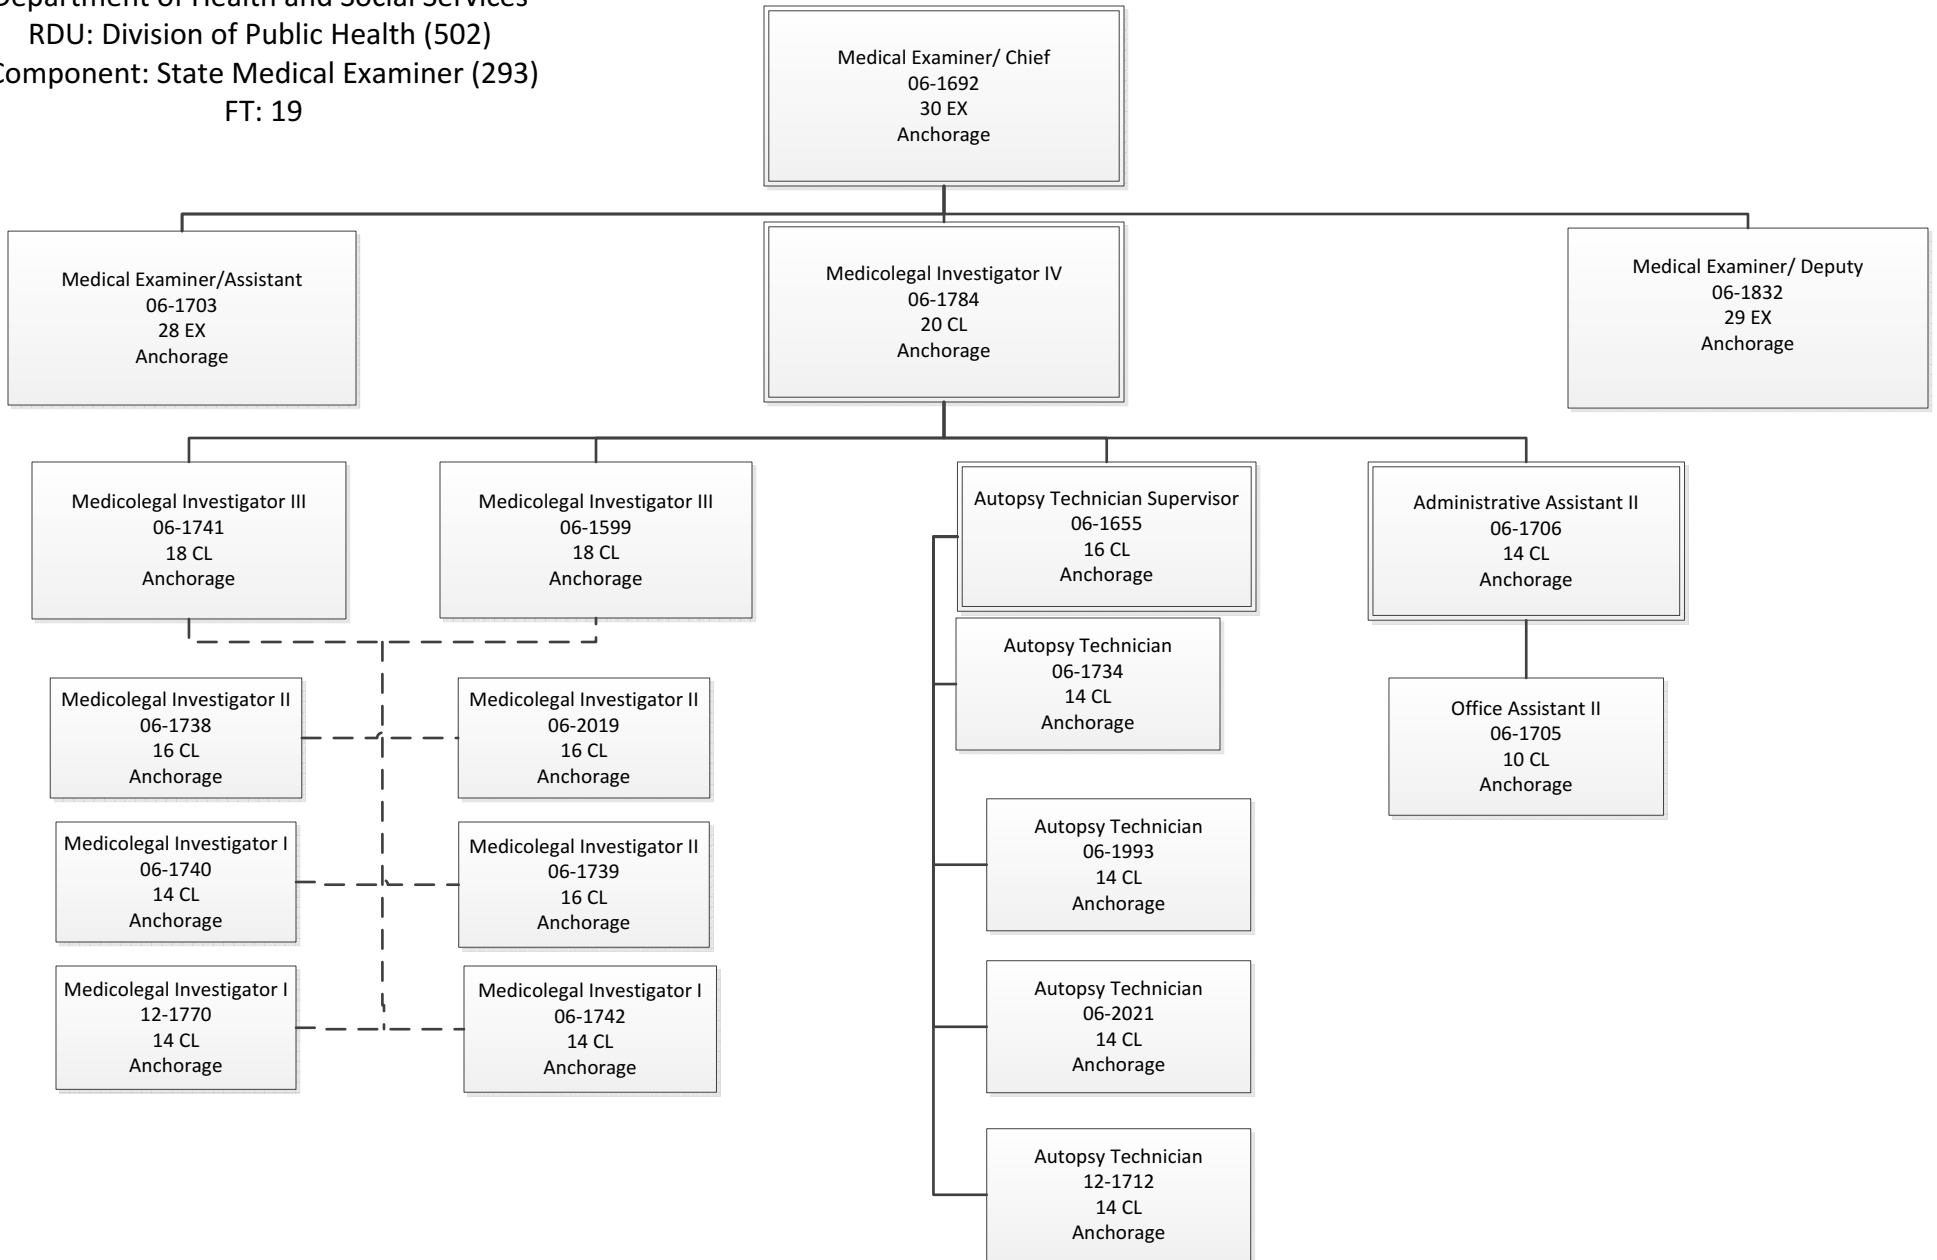 Department of Health and Social Services
RDU: Division of Public Health (502)
Component: State Medical Examiner (293)
FT: 19
Medical Examiner/ Chief
06-1692
30 EX
Anchorage
Medical Examiner/Assistant
06-1703
28 EX
Anchorage
Medicolegal Investigator IV
06-1784
20 CL
Anchorage
Medical Examiner/ Deputy
06-1832
29 EX
Anchorage
Medicolegal Investigator III
06-1741
18 CL
Anchorage
Medicolegal Investigator III
06-1599
18 CL
Anchorage
Autopsy Technician Supervisor
06-1655
16 CL
Anchorage
Administrative Assistant II
06-1706
14 CL
Anchorage
Medicolegal Investigator II
06-1738
16 CL
Anchorage
Medicolegal Investigator II
06-2019
16 CL
Anchorage
Autopsy Technician
06-1734
14 CL
Anchorage
Office Assistant II
06-1705
10 CL
Anchorage
Medicolegal Investigator I
06-1740
14 CL
Anchorage
Medicolegal Investigator II
06-1739
16 CL
Anchorage
Autopsy Technician
06-1993
14 CL
Anchorage
Medicolegal Investigator I
12-1770
14 CL
Anchorage
Medicolegal Investigator I
06-1742
14 CL
Anchorage
Autopsy Technician
06-2021
14 CL
Anchorage
Autopsy Technician
12-1712
14 CL
Anchorage